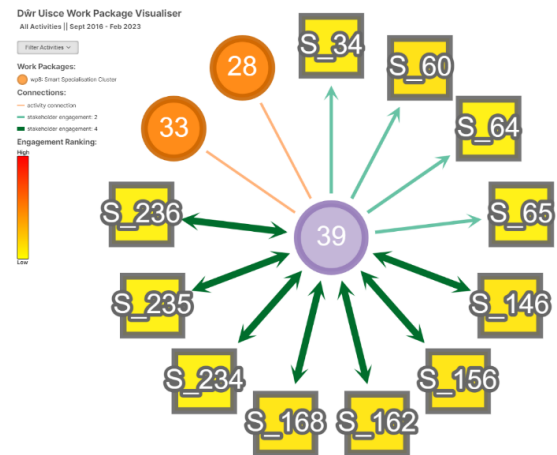 Dŵr Uisce Work Package Visualiser
All Activities || Sept 2016 - Feb 2023
Filter Activities
Work Packages:
wp8: Smart Specialisation Cluster
Connections:
activity connection
stakeholder engagement: 2
stakeholder engagement: 4
Engagement Ranking:
High
Low
28
33
39
S_34
S_60
S_64
S_65
S_146
S_156
S_162
S_168
S_234
S_235
S_236